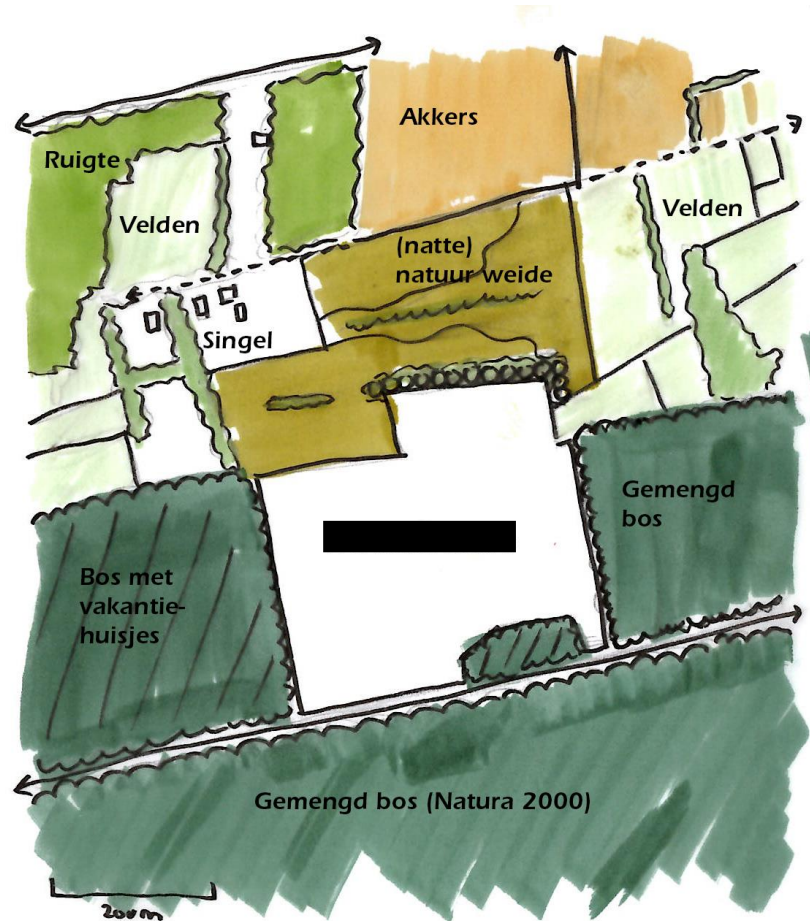 Akkers
Ruigte
Velden
Velden
(natte)
natuur weide
Singel
Gemengd
bos
Bos met
vakantie-
huisjes
Gemengd bos (Natura 2000)
200m